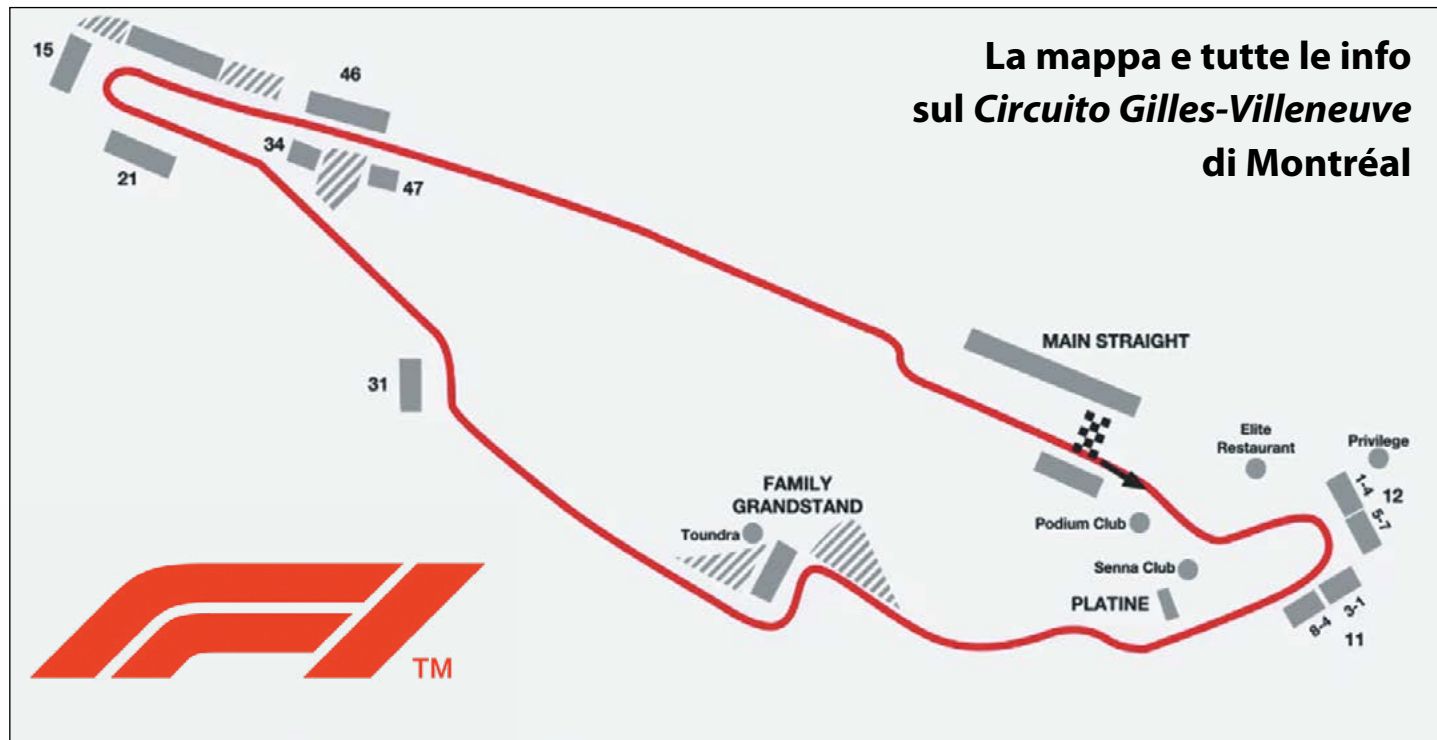 La mappa e tutte le info
sul Circuito Gilles-Villeneuve
di Montréal
15
46
34
21
47
31
MAIN STRAIGHT
Elite
Restaurant
Privilege
1-4
12
5-7
FAMILY
GRANDSTAND
Toundra
Podium Club
Senna Club
PLATINE
3-1
8-4
11
F1
TM